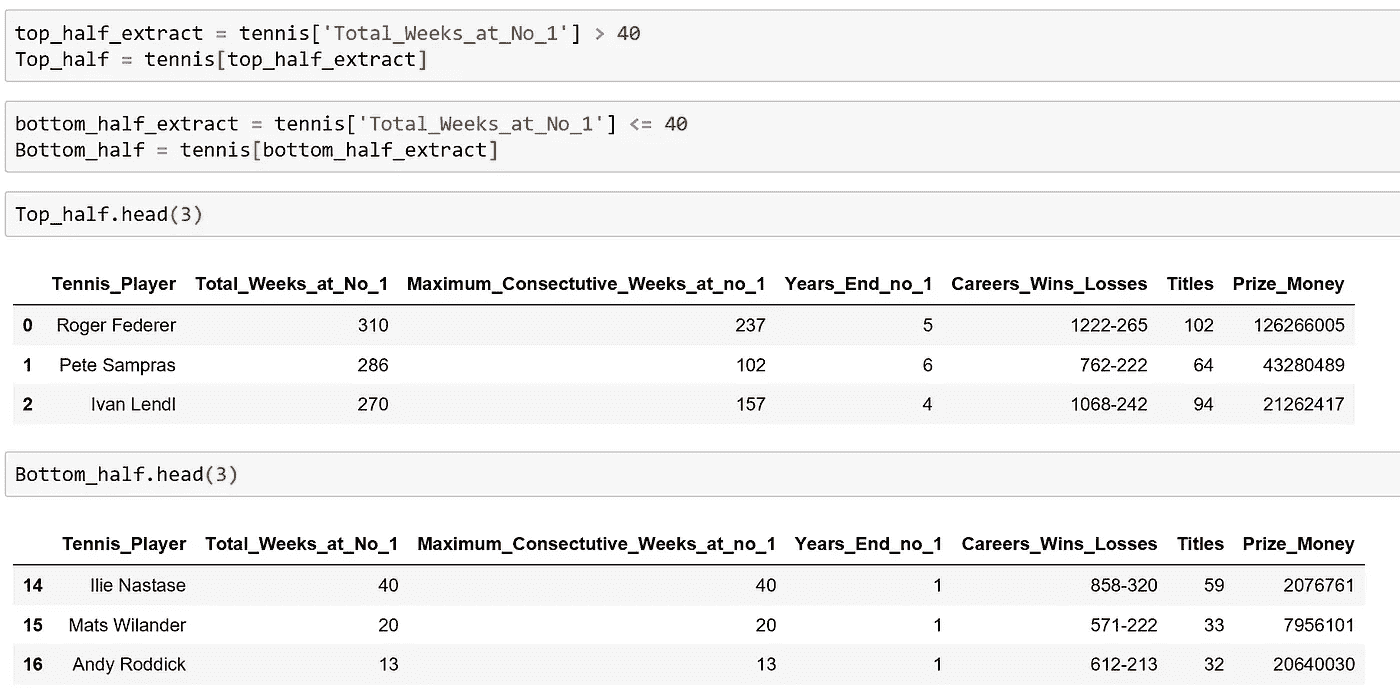 top_half_extract = tennis['Total_Weeks_at_No_1'] > 40
Top_half = tennis[top_half_extract]
bottom_half_extract = tennis['Total_Weeks_at_No_1'] <= 40
Bottom_half = tennis[bottom_half_extract]
Top_half.head(3)
Tennis_Player Total_Weeks_at_No_1 Maximum_Consectutive_Weeks_at_no_1 Years_End_no_1 Careers_Wins_Losses Titles Prize_Money
0 Roger Federer 310 237 5 1222-265 102 126266005
1 Pete Sampras 286 102 6 762-222 64 43280489
2 Ivan Lendl 270 157 4 1068-242 94 21262417
Bottom_half.head(3)
Tennis_Player Total_Weeks_at_No_1 Maximum_Consectutive_Weeks_at_no_1 Years_End_no_1 Careers_Wins_Losses Titles Prize_Money
14 Ilie Nastase 40 40 1 858-320 59 2076761
15 Mats Wilander 20 20 1 571-222 33 7956101
16 Andy Roddick 13 13 1 612-213 32 20640030